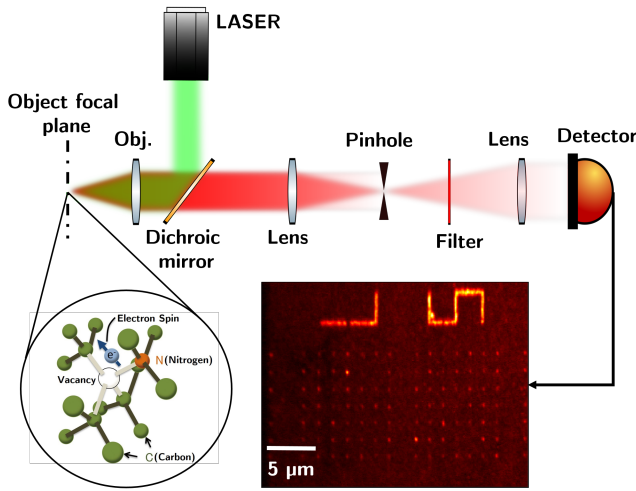 LASER
Object focal
plane
Obj.
Pinhole
Lens
Detector
Dichroic
mirror
Lens
Filter
Electron Spin
e-
N(Nitrogen)
Vacancy
C(Carbon)
5 μm